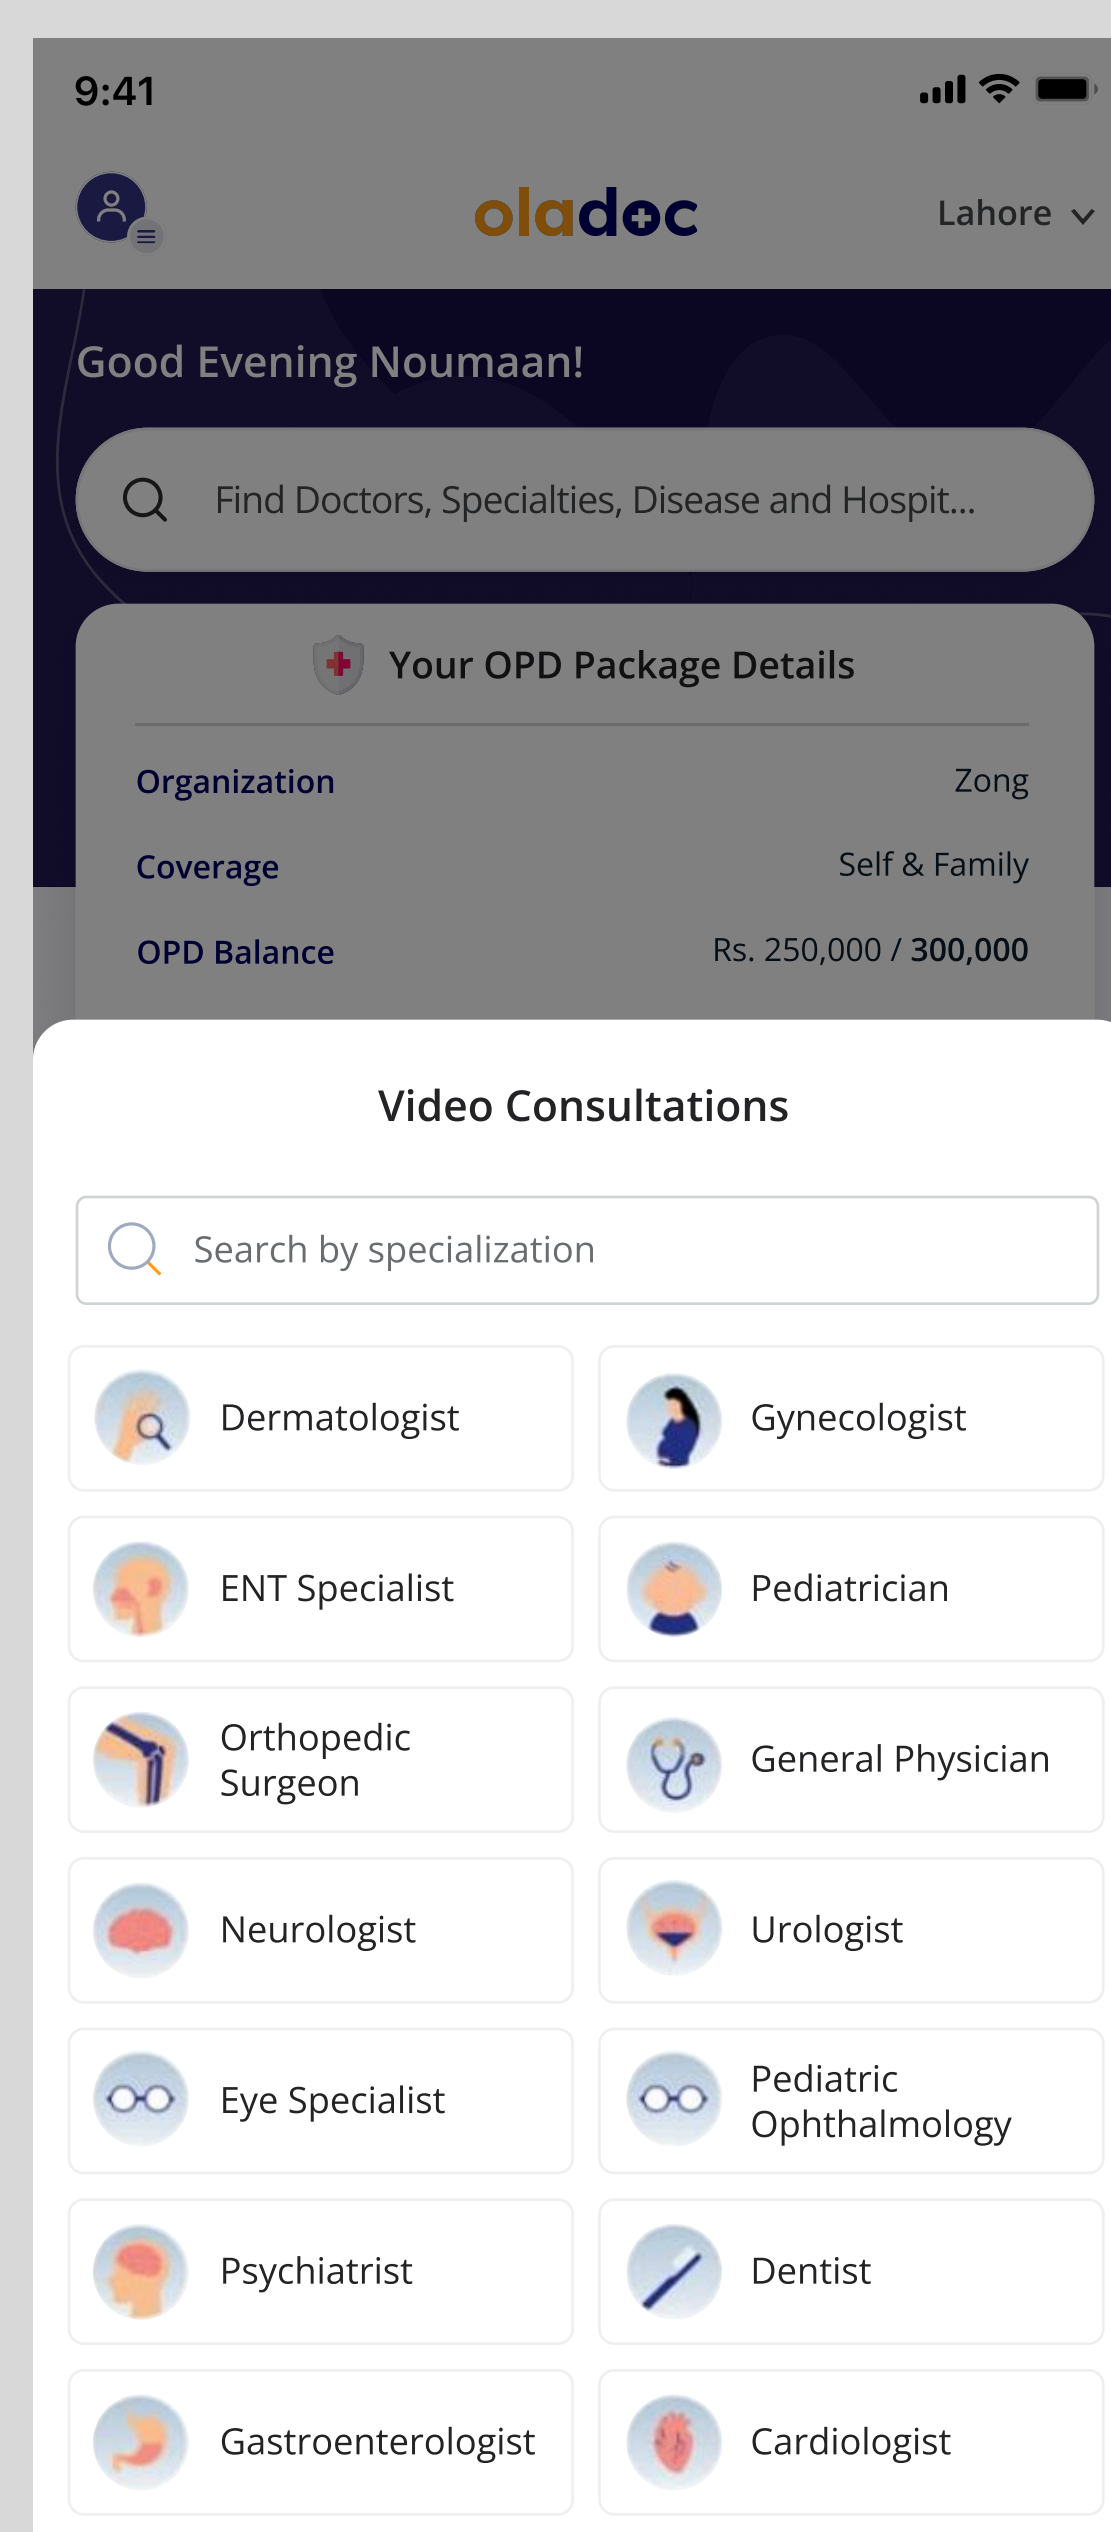 9:41
oladoc
Lahore
Good Evening Noumaan!
Find Doctors, Specialties, Disease and Hospit...
Your OPD Package Details
Organization Zong
Coverage Self & Family
OPD Balance Rs. 250,000 / 300,000
Video Consultations
Search by specialization
Dermatologist
Gynecologist
ENT Specialist
Pediatrician
Orthopedic
Surgeon
General Physician
Neurologist
Urologist
Eye Specialist
Pediatric
Ophthalmology
Psychiatrist
Dentist
Gastroenterologist
Cardiologist